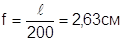 f = ℓ/200 = 2,63см